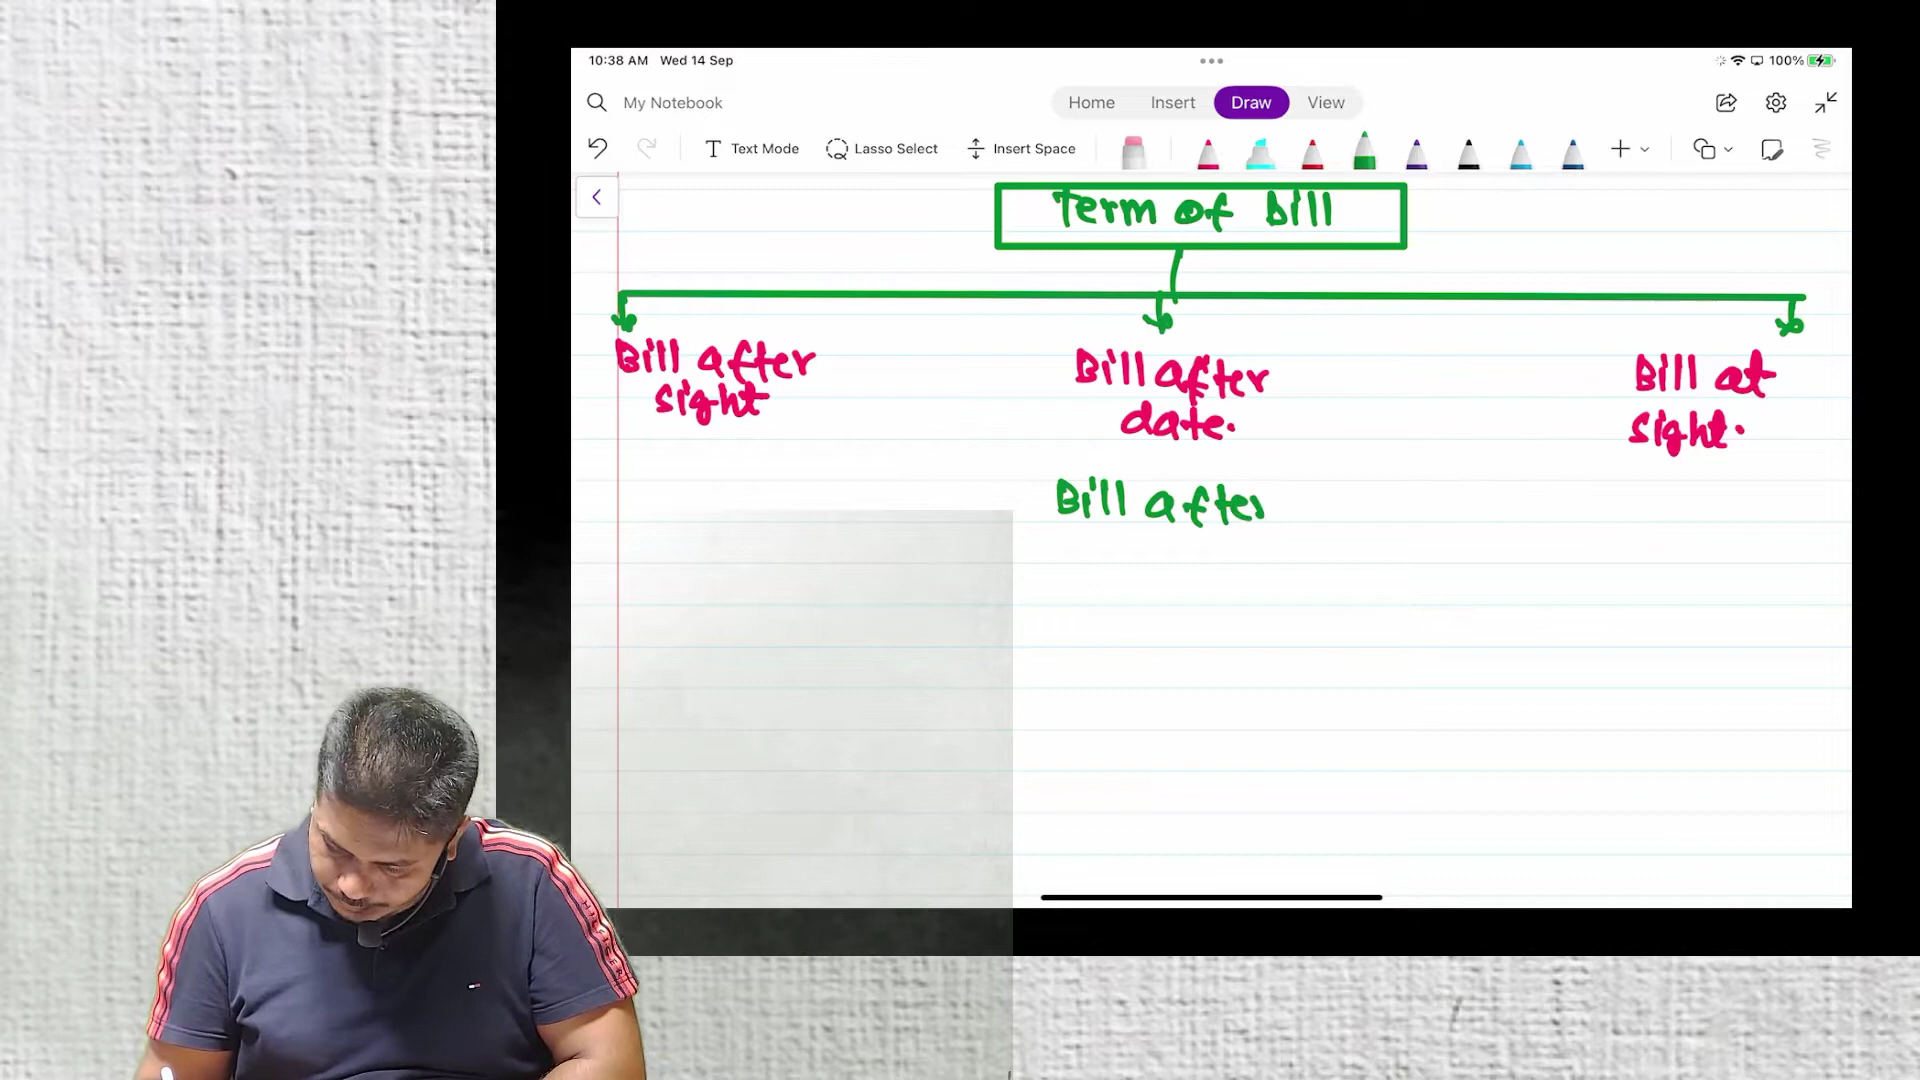 10:38 AM Wed 14 Sep
100%
My Notebook
Home Insert Draw View
Text Mode Lasso Select Insert Space
Term of Bill
Bill after
sight
Bill after
date.
Bill at
sight.
Bill after